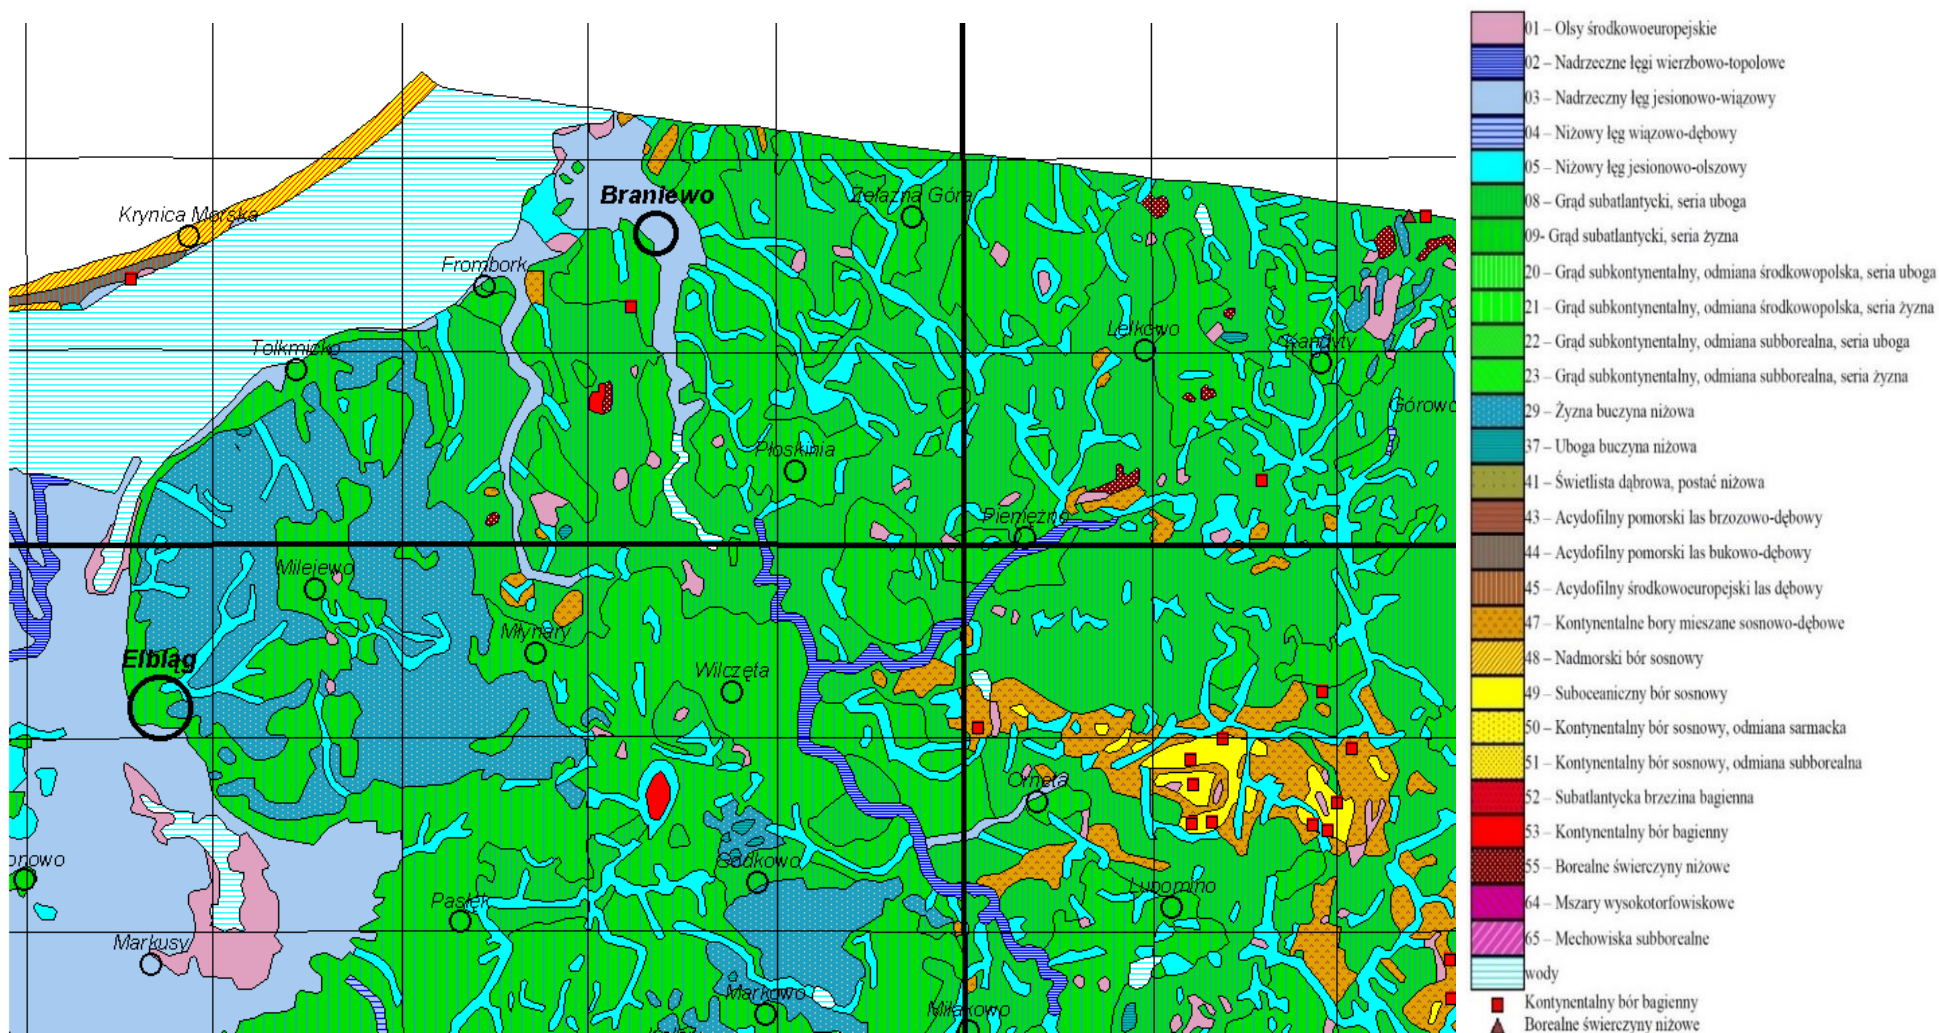 Krynica Morska
Braniewo
Żelazna Góra
Frombork
Tolkmicko
Lelkowo
Kandyty
Górowo
Płoskinia
Pieniężno
Milejewo
Młynary
Elbląg
Wilczęta
Orneta
onowo
Godkowo
Lubomino
Pasłęk
Markusy
Markowo
Miłakowo
01 – Olsy środkowoeuropejskie
02 – Nadrzeczne łęgi wierzbowo-topolowe
03 – Nadrzeczny łęg jesionowo-wiązowy
04 – Niżowy łęg wiązowo-dębowy
05 – Niżowy łęg jesionowo-olszowy
08 – Grąd subatlantycki, seria uboga
09- Grąd subatlantycki, seria żyzna
20 – Grąd subkontynentalny, odmiana środkowopolska, seria uboga
21 – Grąd subkontynentalny, odmiana środkowopolska, seria żyzna
22 – Grąd subkontynentalny, odmiana subborealna, seria uboga
23 – Grąd subkontynentalny, odmiana subborealna, seria żyzna
29 – Żyzna buczyna niżowa
37 – Uboga buczyna niżowa
41 – Świetlista dąbrowa, postać niżowa
43 – Acydofilny pomorski las brzozowo-dębowy
44 – Acydofilny pomorski las bukowo-dębowy
45 – Acydofilny środkowoeuropejski las dębowy
47 – Kontynentalne bory mieszane sosnowo-dębowe
48 – Nadmorski bór sosnowy
49 – Suboceaniczny bór sosnowy
50 – Kontynentalny bór sosnowy, odmiana sarmacka
51 – Kontynentalny bór sosnowy, odmiana subborealna
52 – Subatlantycka brzezina bagienna
53 – Kontynentalny bór bagienny
55 – Borealne świerczyny niżowe
64 – Mszary wysokotorfowiskowe
65 – Mechowiska subborealne
wody
Kontynentalny bór bagienny
Borealne świerczyny niżowe